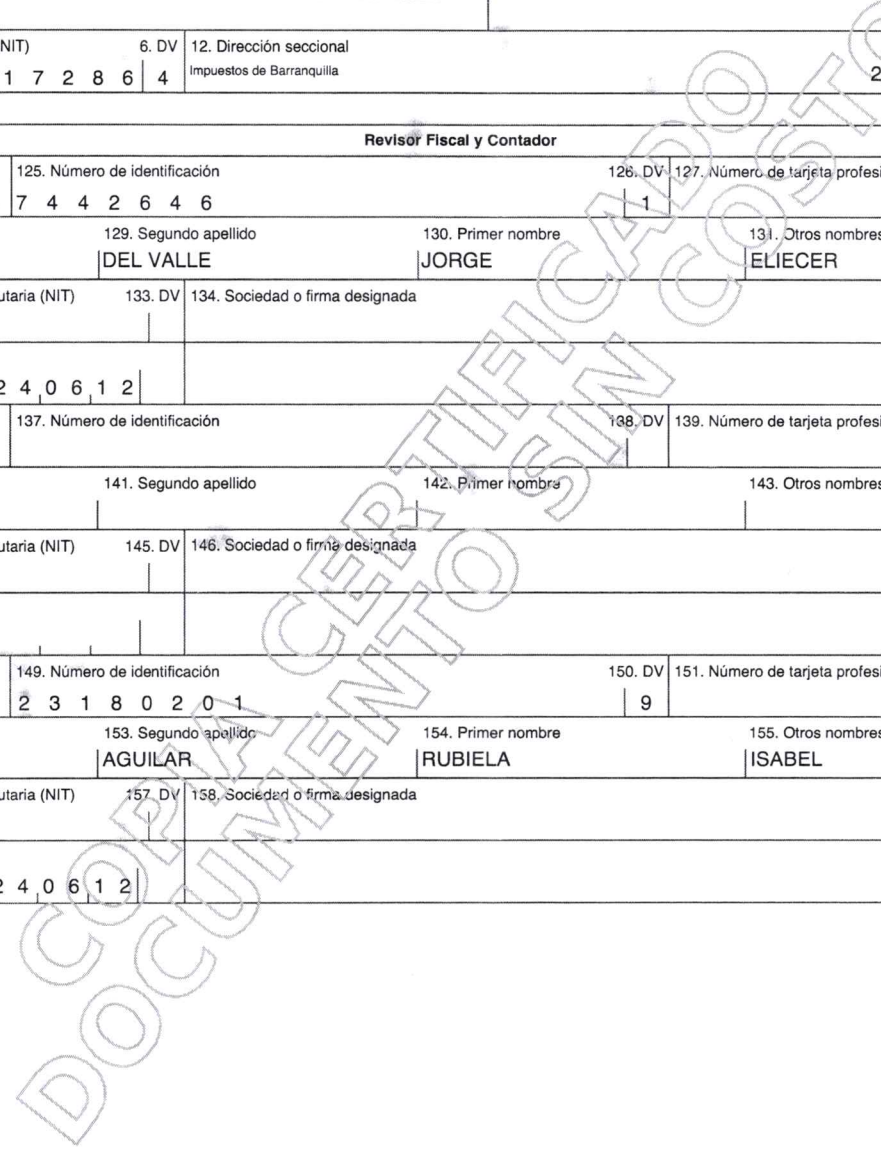 NIT) 6. DV 12. Dirección seccional
1 7 2 8 6 4 Impuestos de Barranquilla 2
Revisor Fiscal y Contador
125. Número de identificación 126. DV 127. Número de tarjeta profesi
7 4 4 2 6 4 6 1
129. Segundo apellido 130. Primer nombre 131. Otros nombres
DEL VALLE JORGE ELIECER
utaria (NIT) 133. DV 134. Sociedad o firma designada
2 4 0 6 1 2
137. Número de identificación 138. DV 139. Número de tarjeta profesi
141. Segundo apellido 142. Primer nombre 143. Otros nombres
utaria (NIT) 145. DV 146. Sociedad o firma designada
149. Número de identificación 150. DV 151. Número de tarjeta profesi
2 3 1 8 0 2 0 1 9
153. Segundo apellido 154. Primer nombre 155. Otros nombres
AGUILAR RUBIELA ISABEL
utaria (NIT) 157. DV 158. Sociedad o firma designada
2 4 0 6 1 2
COPIA CERTIFICADO
DOCUMENTO SIN COSTO